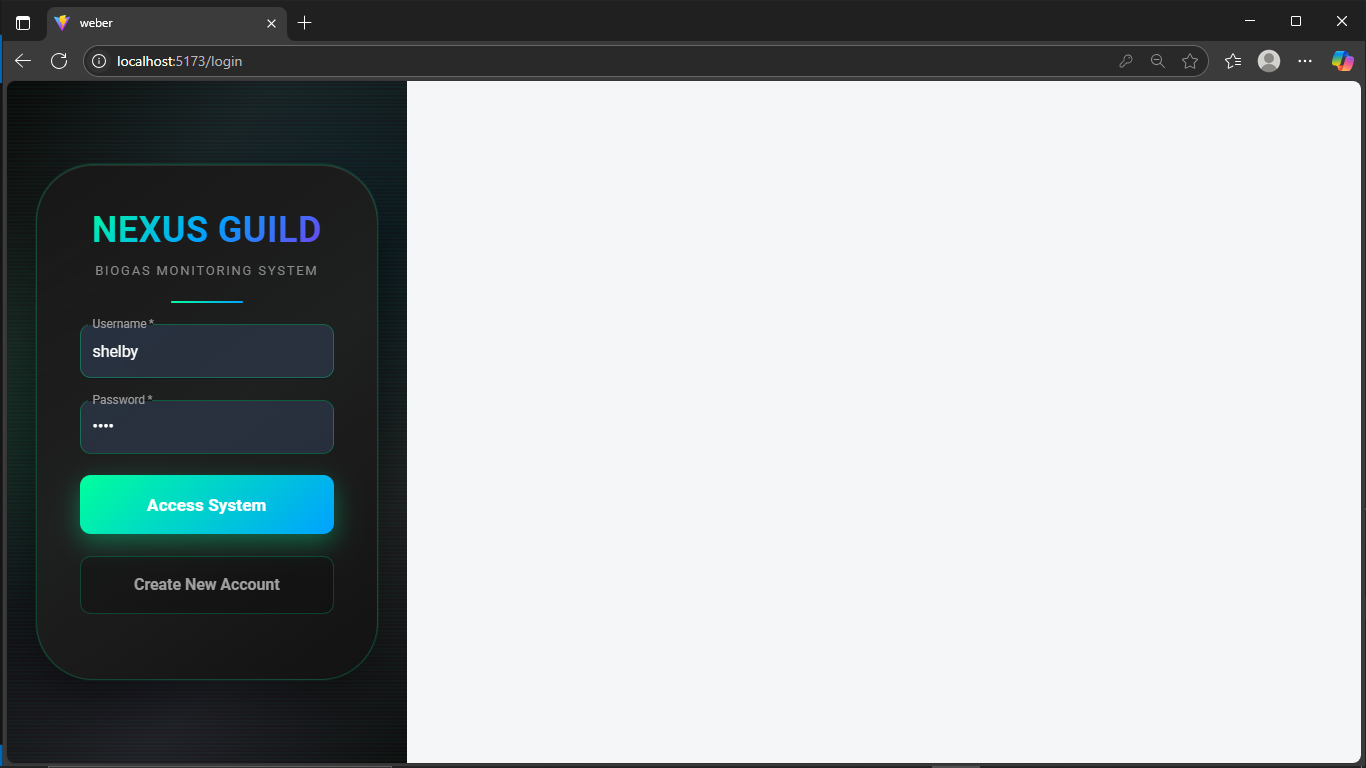 weber
localhost:5173/login
NEXUS GUILD
BIOGAS MONITORING SYSTEM
Username *
shelby
Password *
••••
Access System
Create New Account